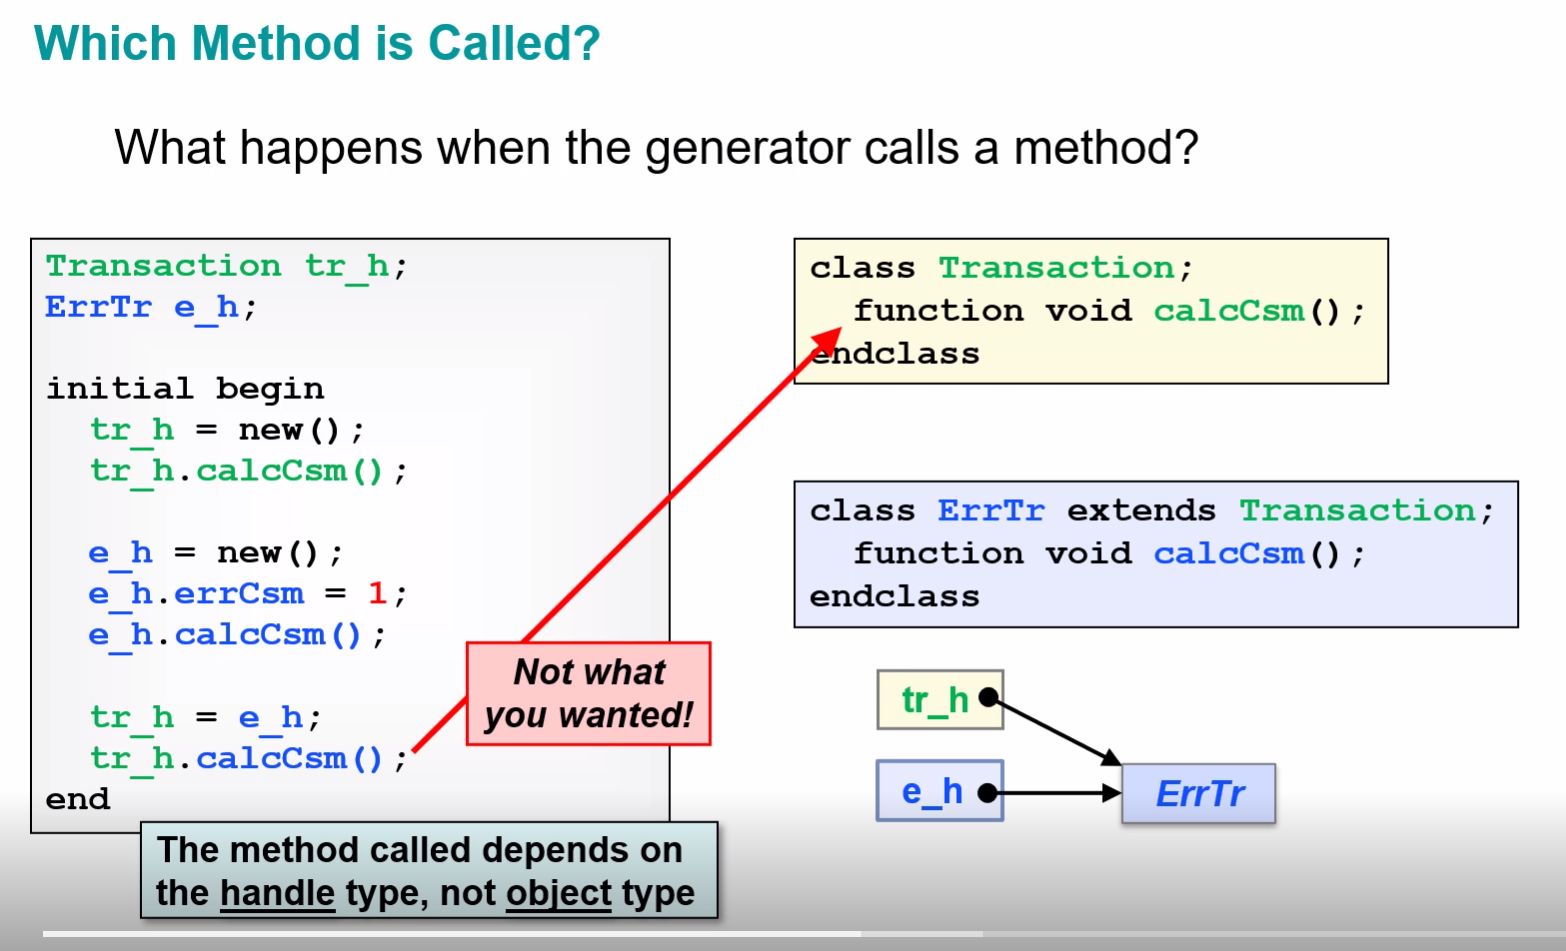 Which Method is Called?
What happens when the generator calls a method?
Transaction tr_h;
ErrTr e_h;
initial begin
tr_h = new();
tr_h.calcCsm();
e_h = new();
e_h.errCsm = 1;
e_h.calcCsm();
tr_h = e_h;
tr_h.calcCsm();
end
Not what
you wanted!
The method called depends on
the handle type, not object type
class Transaction;
function void calcCsm();
endclass
class ErrTr extends Transaction;
function void calcCsm();
endclass
tr_h
e_h
ErrTr